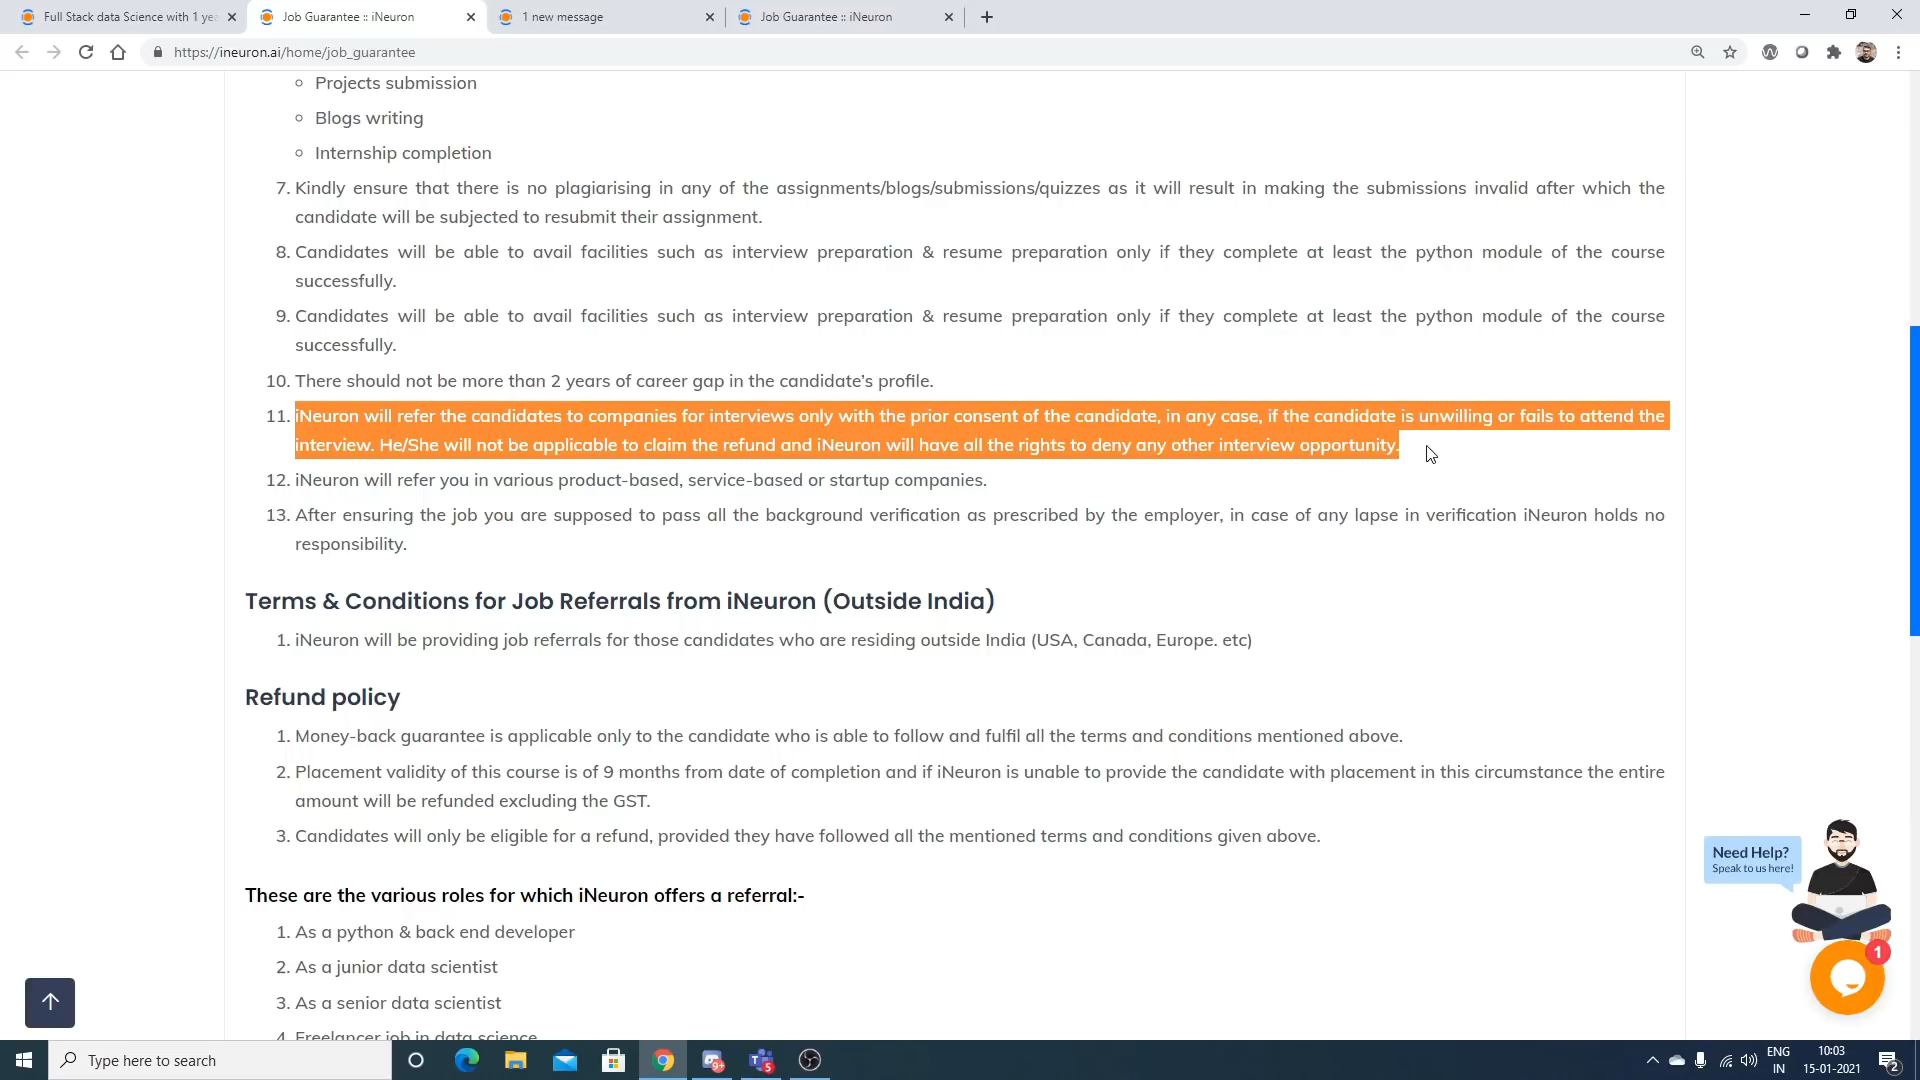 Full Stack data Science with 1 yea
Job Guarantee :: iNeuron
1 new message
Job Guarantee :: iNeuron
https://ineuron.ai/home/job_guarantee
Projects submission
Blogs writing
Internship completion
7. Kindly ensure that there is no plagiarising in any of the assignments/blogs/submissions/quizzes as it will result in making the submissions invalid after which the
candidate will be subjected to resubmit their assignment.
8. Candidates will be able to avail facilities such as interview preparation & resume preparation only if they complete at least the python module of the course
successfully.
9. Candidates will be able to avail facilities such as interview preparation & resume preparation only if they complete at least the python module of the course
successfully.
10. There should not be more than 2 years of career gap in the candidate’s profile.
11. iNeuron will refer the candidates to companies for interviews only with the prior consent of the candidate, in any case, if the candidate is unwilling or fails to attend the
interview. He/She will not be applicable to claim the refund and iNeuron will have all the rights to deny any other interview opportunity.
12. iNeuron will refer you in various product-based, service-based or startup companies.
13. After ensuring the job you are supposed to pass all the background verification as prescribed by the employer, in case of any lapse in verification iNeuron holds no
responsibility.
Terms & Conditions for Job Referrals from iNeuron (Outside India)
1. iNeuron will be providing job referrals for those candidates who are residing outside India (USA, Canada, Europe. etc)
Refund policy
1. Money-back guarantee is applicable only to the candidate who is able to follow and fulfil all the terms and conditions mentioned above.
2. Placement validity of this course is of 9 months from date of completion and if iNeuron is unable to provide the candidate with placement in this circumstance the entire
amount will be refunded excluding the GST.
3. Candidates will only be eligible for a refund, provided they have followed all the mentioned terms and conditions given above.
Need Help?
Speak to us here!
These are the various roles for which iNeuron offers a referral:-
1. As a python & back end developer
2. As a junior data scientist
1
3. As a senior data scientist
4. Freelancer job in data science
Type here to search
9+
5
ENG
IN
10:03
15-01-2021
2